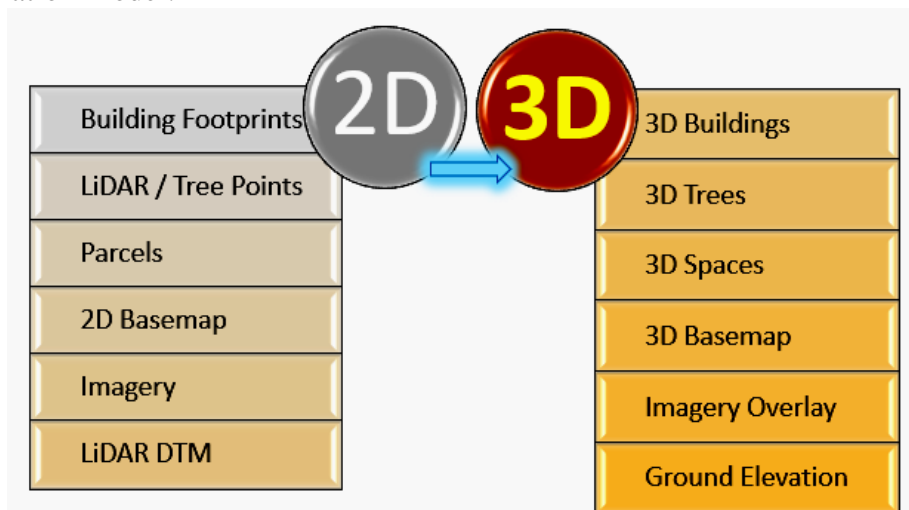 2D
3D
Building Footprints
LiDAR / Tree Points
Parcels
2D Basemap
Imagery
LiDAR DTM
3D Buildings
3D Trees
3D Spaces
3D Basemap
Imagery Overlay
Ground Elevation